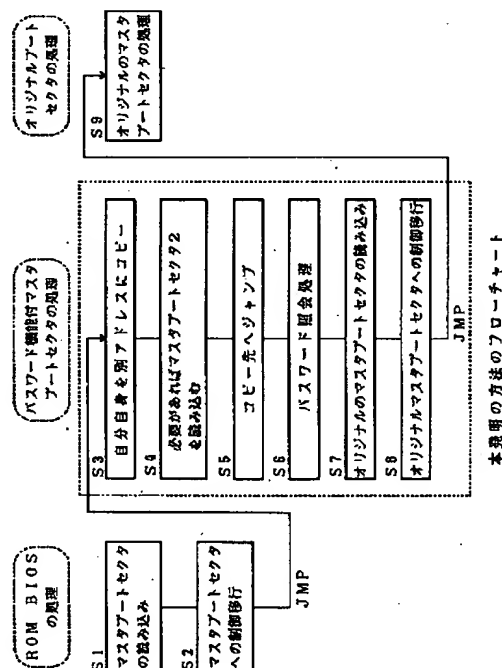 ROM BIOS
の処理
S1
マスタブートセクタ
の読み込み
S2
マスタブートセクタ
への制御移行
JMP
パスワード機能付マスタ
ブートセクタの処理
S3
自分自身を別アドレスにコピー
S4
必要があればマスタブートセクタ2
を読み込む
S5
コピー先へジャンプ
S6
パスワード照会処理
S7
オリジナルのマスタブートセクタの読み込み
S8
オリジナルマスタブートセクタへの制御移行
JMP
オリジナルブート
セクタの処理
S9
オリジナルのマスタ
ブートセクタの処理
本発明の方法のフローチャート